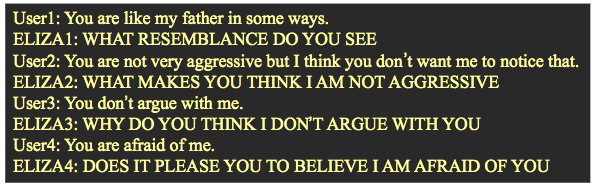 User1: You are like my father in some ways.
ELIZA1: WHAT RESEMBLANCE DO YOU SEE
User2: You are not very aggressive but I think you don’t want me to notice that.
ELIZA2: WHAT MAKES YOU THINK I AM NOT AGGRESSIVE
User3: You don’t argue with me.
ELIZA3: WHY DO YOU THINK I DON’T ARGUE WITH YOU
User4: You are afraid of me.
ELIZA4: DOES IT PLEASE YOU TO BELIEVE I AM AFRAID OF YOU